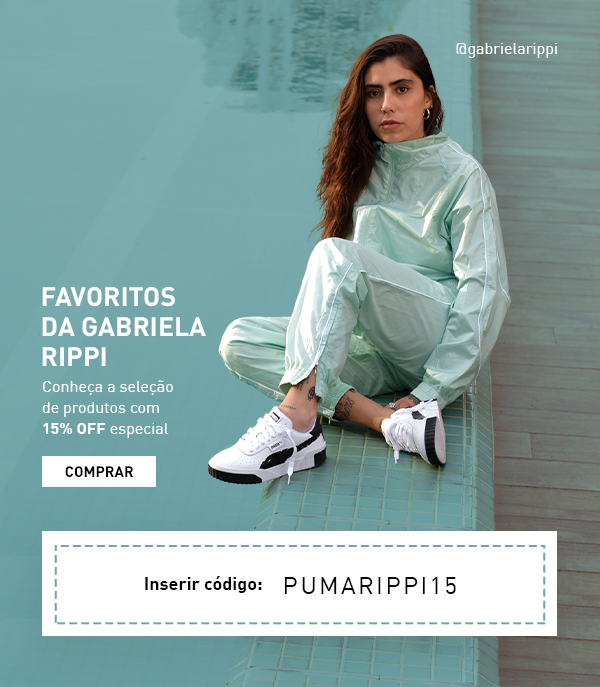 @gabrielarippi
FAVORITOS
DA GABRIELA
RIPPI
Conheça a seleção
de produtos com
15% OFF especial
COMPRAR
Inserir código: PUMARIPPI15